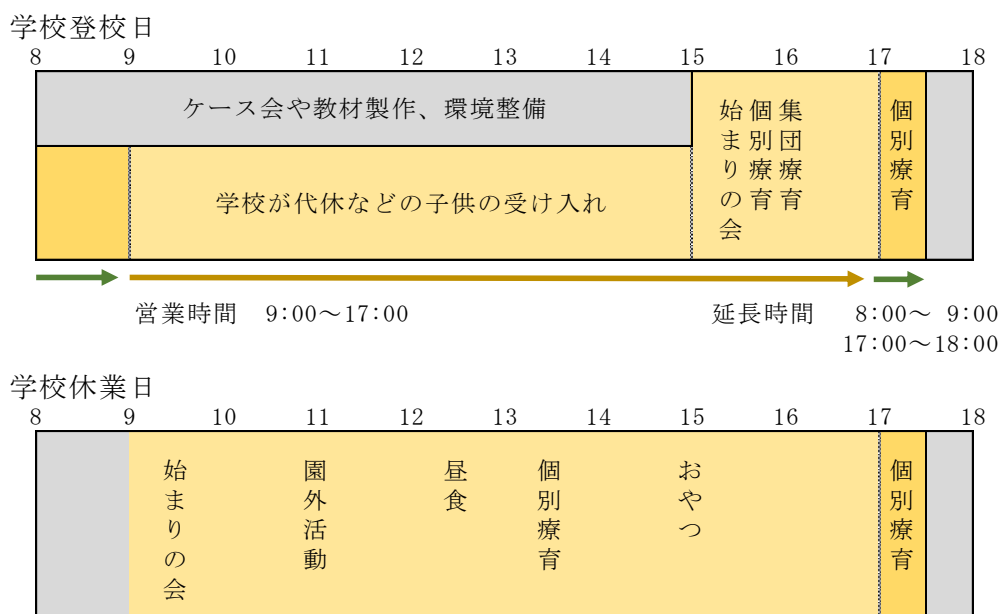 学校登校日
8 9 10 11 12 13 14 15 16 17 18
ケース会や教材製作、環境整備
学校が代休などの子供の受け入れ
集団療育
個別療育
始まりの会
個別療育
営業時間 9:00～17:00
延長時間 8:00～ 9:00
17:00～18:00
学校休業日
8 9 10 11 12 13 14 15 16 17 18
始まりの会
園外活動
昼食
個別療育
おやつ
個別療育